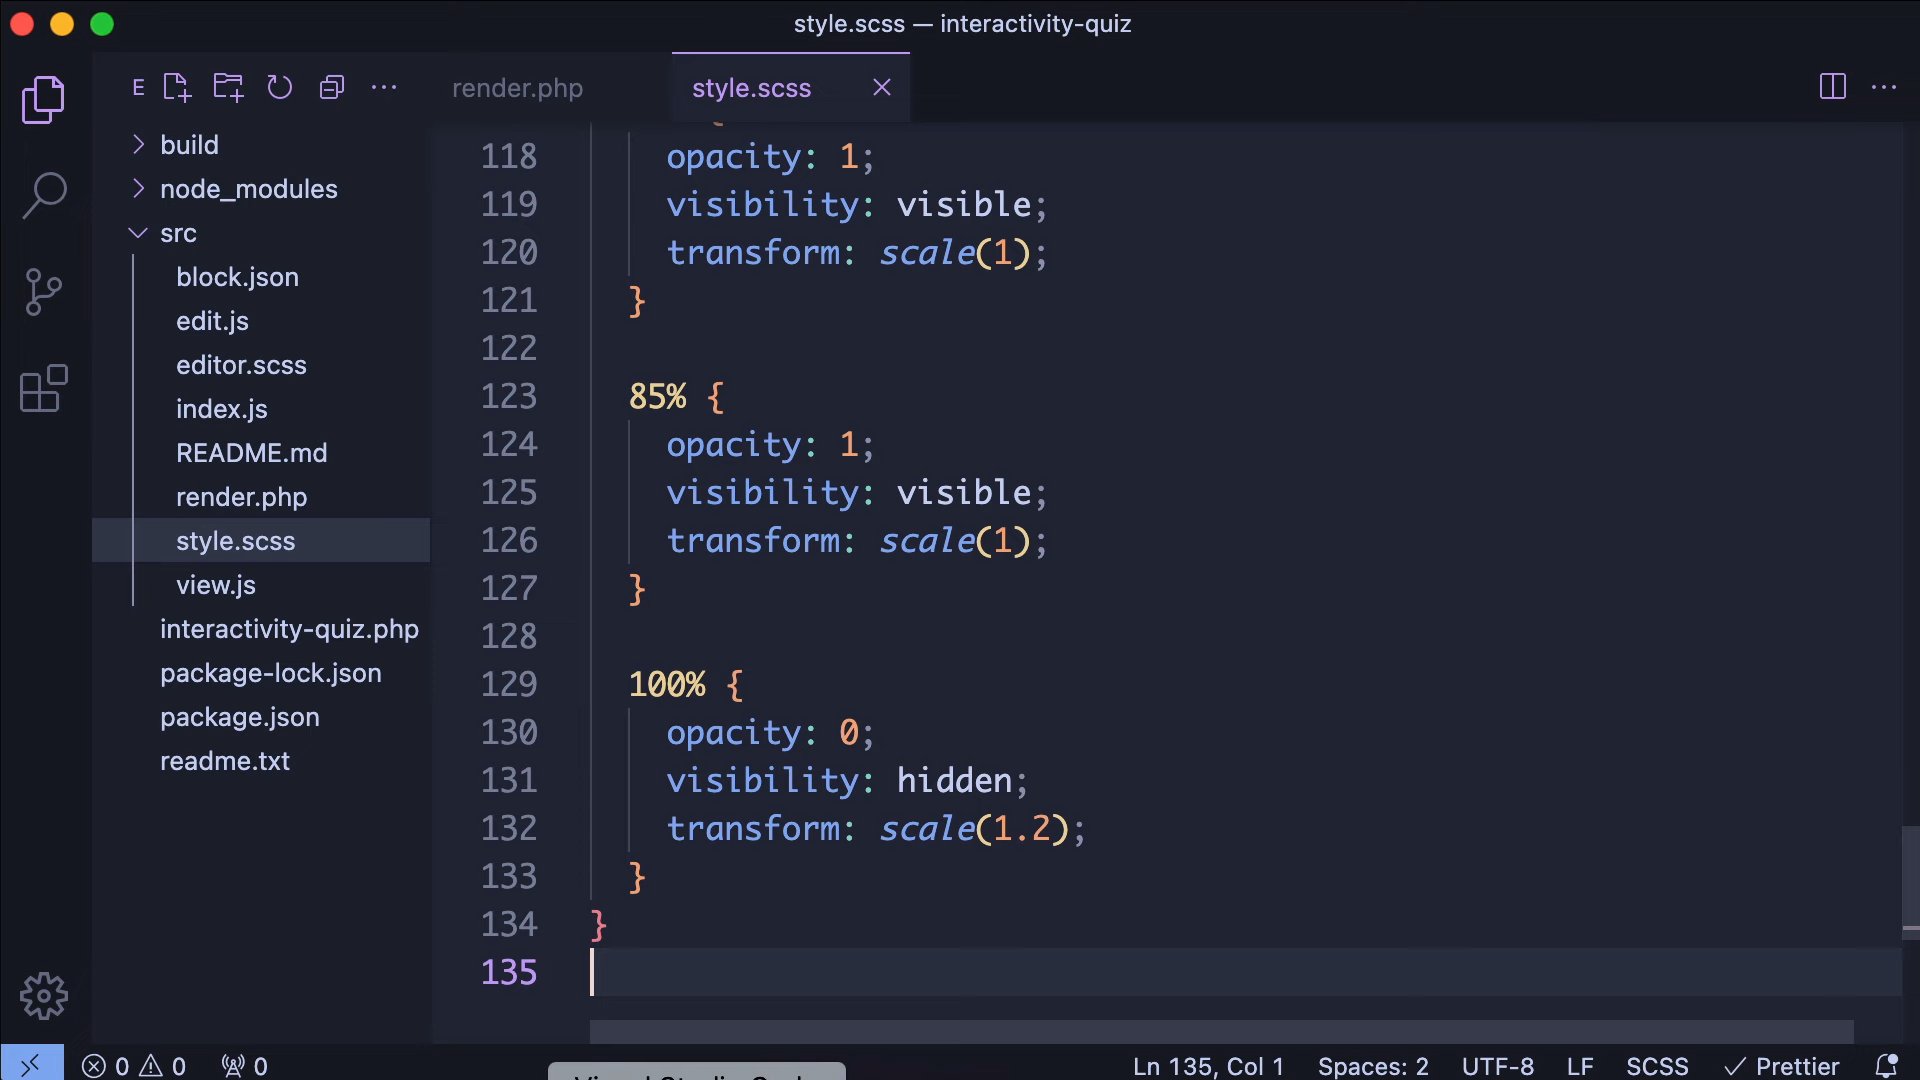 style.scss — interactivity-quiz
E
render.php
style.scss
build
node_modules
src
block.json
edit.js
editor.scss
index.js
README.md
render.php
style.scss
view.js
interactivity-quiz.php
package-lock.json
package.json
readme.txt
118 opacity: 1;
119 visibility: visible;
120 transform: scale(1);
121 }
122
123 85% {
124 opacity: 1;
125 visibility: visible;
126 transform: scale(1);
127 }
128
129 100% {
130 opacity: 0;
131 visibility: hidden;
132 transform: scale(1.2);
133 }
134 }
135
0 0 0
Ln 135, Col 1 Spaces: 2 UTF-8 LF SCSS Prettier